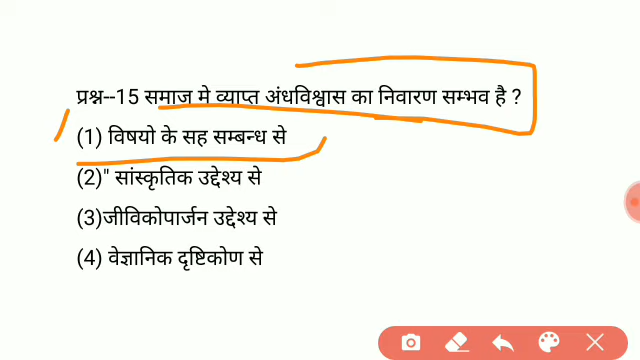 प्रश्न--15 समाज मे व्याप्त अंधविश्वास का निवारण सम्भव है ?
(1) विषयो के सह सम्बन्ध से
(2)" सांस्कृतिक उद्देश्य से
(3)जीविकोपार्जन उद्देश्य से
(4) वेज्ञानिक दृष्टिकोण से